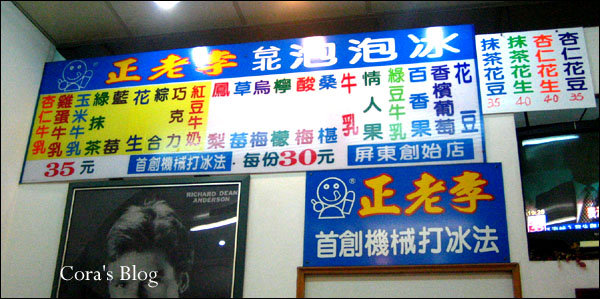 正老李 泡泡冰
花豆
香檳葡萄
百香果
綠豆牛乳
情人果
牛乳
桑椹
酸梅
檸檬
烏梅
草莓
鳳梨
紅豆牛奶
巧克力
綜合
花生
藍莓
綠抹茶
玉米牛乳
雞蛋牛乳
杏仁牛乳
35元 首創機械打冰法 每份30元 屏東創始店
抹茶花豆 35
抹茶花生 40
杏仁花生 40
杏仁花豆 35
正老李
首創機械打冰法
RICHARD DEAN
ANDERSON
Cora's Blog